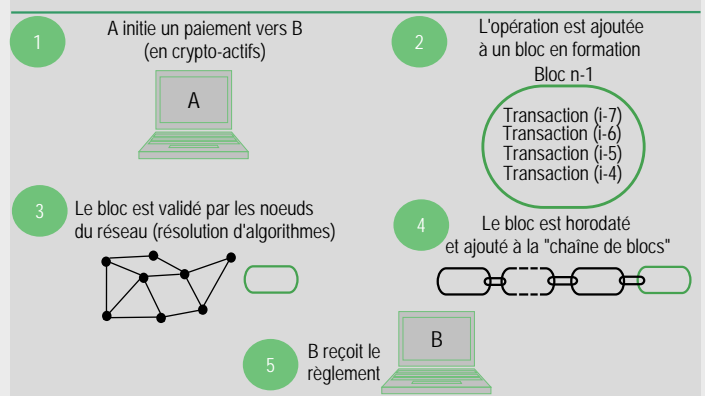 1
A initie un paiement vers B
(en crypto-actifs)
A
2
L'opération est ajoutée
à un bloc en formation
Bloc n-1
Transaction (i-7)
Transaction (i-6)
Transaction (i-5)
Transaction (i-4)
3
Le bloc est validé par les noeuds
du réseau (résolution d'algorithmes)
4
Le bloc est horodaté
et ajouté à la "chaîne de blocs"
5
B reçoit le
règlement
B